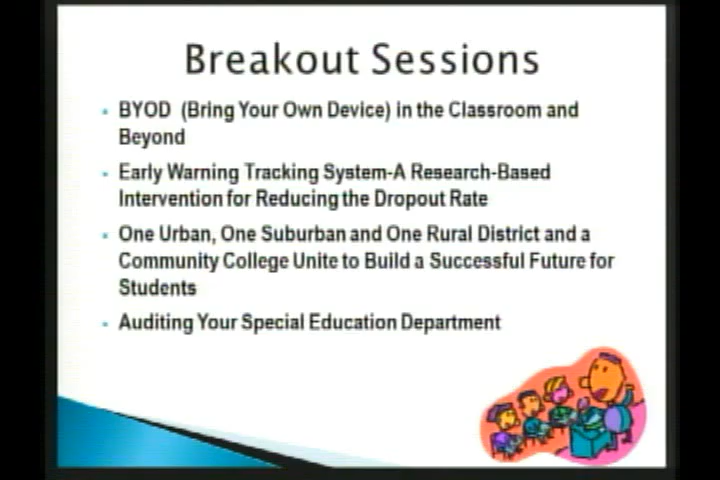 Breakout Sessions
BYOD (Bring Your Own Device) in the Classroom and
Beyond
Early Warning Tracking System-A Research-Based
Intervention for Reducing the Dropout Rate
One Urban, One Suburban and One Rural District and a
Community College Unite to Build a Successful Future for
Students
Auditing Your Special Education Department